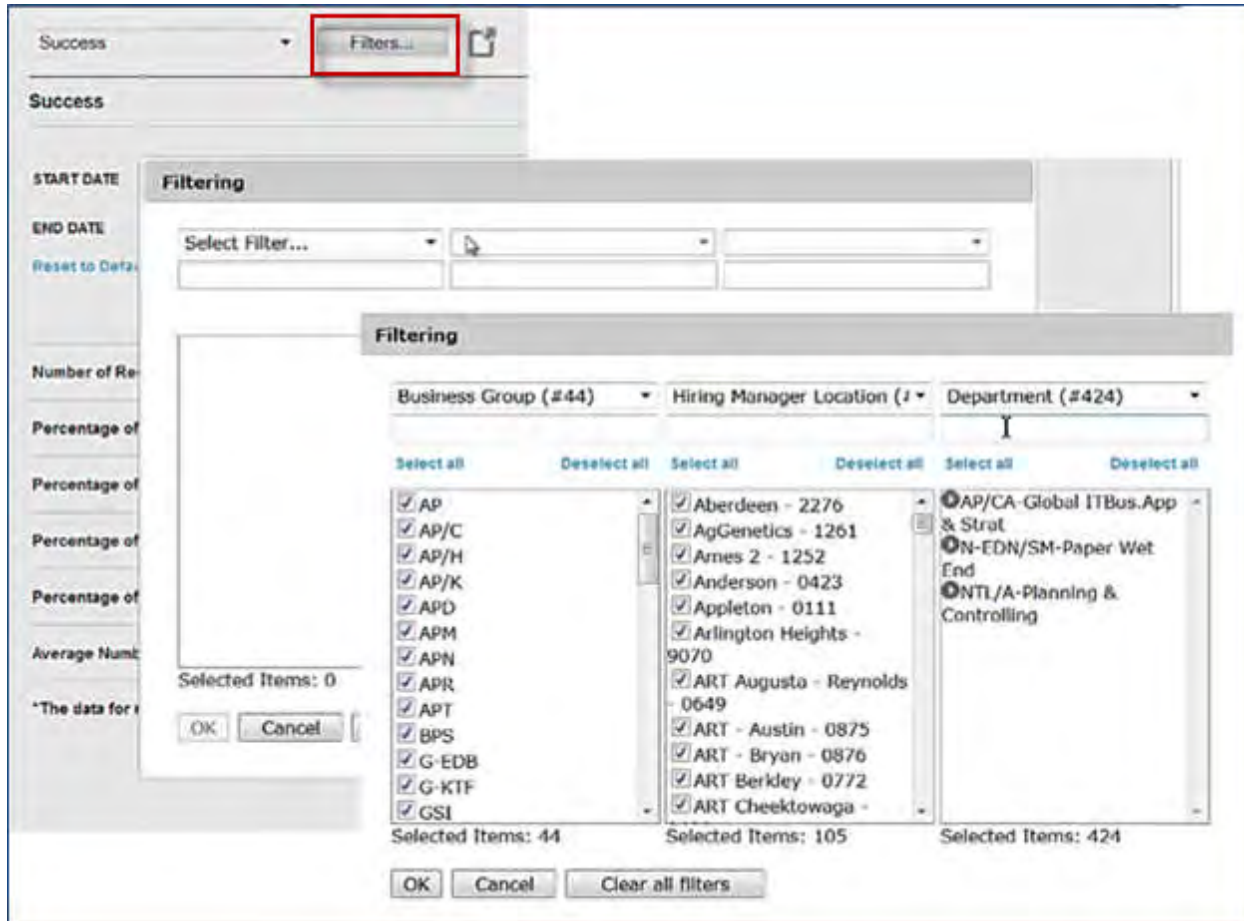 Success
Filters...
Success
START DATE
END DATE
Reset to Defa
Number of Re
Percentage of
Percentage of
Percentage of
Percentage of
Average Numb
*The data for
Filtering
Select Filter...
Selected Items: 0
OK Cancel
Filtering
Business Group (#44) Hiring Manager Location ( Department (#424)
Select all Deselect all Select all Deselect all Select all Deselect all
AP
AP/C
AP/H
AP/K
APD
APM
APN
APR
APT
BPS
G-EDB
G-KTF
GSI
Selected Items: 44
Aberdeen - 2276
AgGenetics - 1261
Ames 2 - 1252
Anderson - 0423
Appleton - 0111
Arlington Heights -
9070
ART Augusta - Reynolds
- 0649
ART - Austin - 0875
ART - Bryan - 0876
ART Berkley - 0772
ART Cheektowaga -
Selected Items: 105
AP/CA-Global ITBus.App
& Strat
N-EDN/SM-Paper Wet
End
NTL/A-Planning &
Controlling
Selected Items: 424
OK Cancel Clear all filters